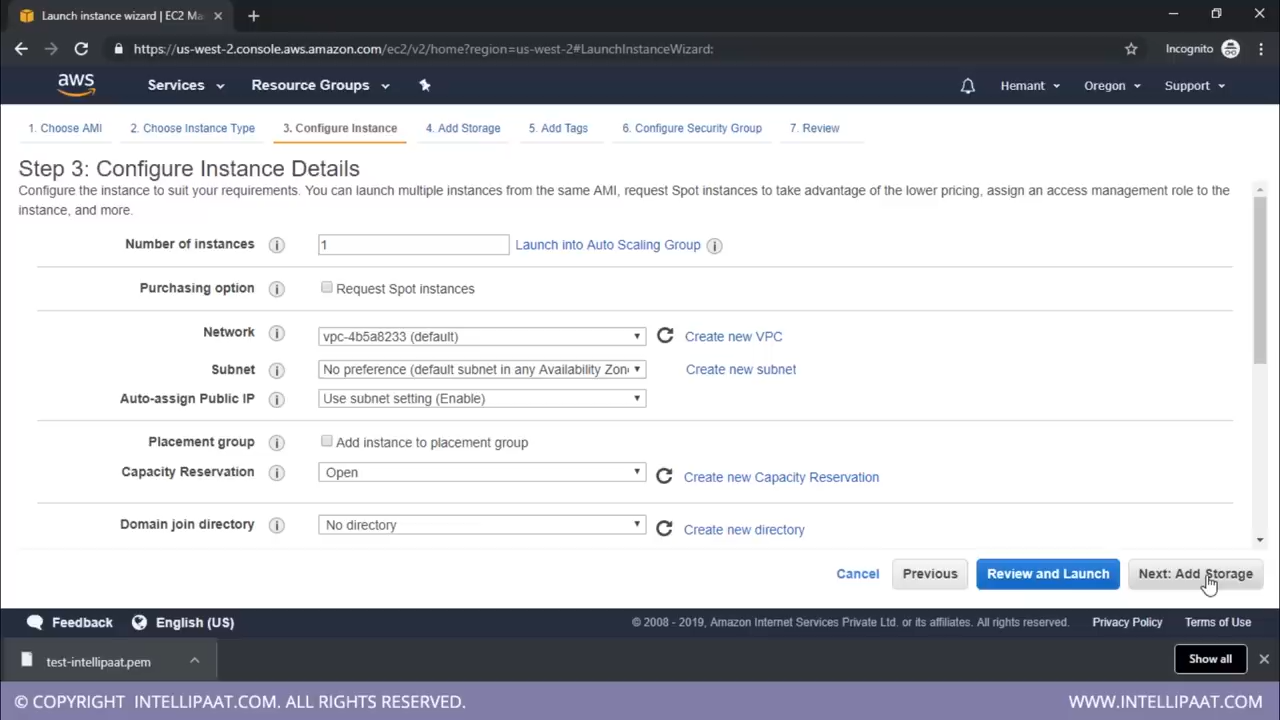 Launch instance wizard | EC2 Ma
https://us-west-2.console.aws.amazon.com/ec2/v2/home?region=us-west-2#LaunchInstanceWizard:
Incognito
aws
Services
Resource Groups
Hemant
Oregon
Support
1. Choose AMI
2. Choose Instance Type
3. Configure Instance
4. Add Storage
5. Add Tags
6. Configure Security Group
7. Review
Step 3: Configure Instance Details
Configure the instance to suit your requirements. You can launch multiple instances from the same AMI, request Spot instances to take advantage of the lower pricing, assign an access management role to the
instance, and more.
Number of instances
1
Launch into Auto Scaling Group
Purchasing option
Request Spot instances
Network
vpc-4b5a8233 (default)
Create new VPC
Subnet
No preference (default subnet in any Availability Zon
Create new subnet
Auto-assign Public IP
Use subnet setting (Enable)
Placement group
Add instance to placement group
Capacity Reservation
Open
Create new Capacity Reservation
Domain join directory
No directory
Create new directory
Cancel
Previous
Review and Launch
Next: Add Storage
Feedback
English (US)
© 2008 - 2019, Amazon Internet Services Private Ltd. or its affiliates. All rights reserved.
Privacy Policy
Terms of Use
test-intellipaat.pem
Show all
© COPYRIGHT INTELLIPAAT.COM. ALL RIGHTS RESERVED.
WWW.INTELLIPAAT.COM